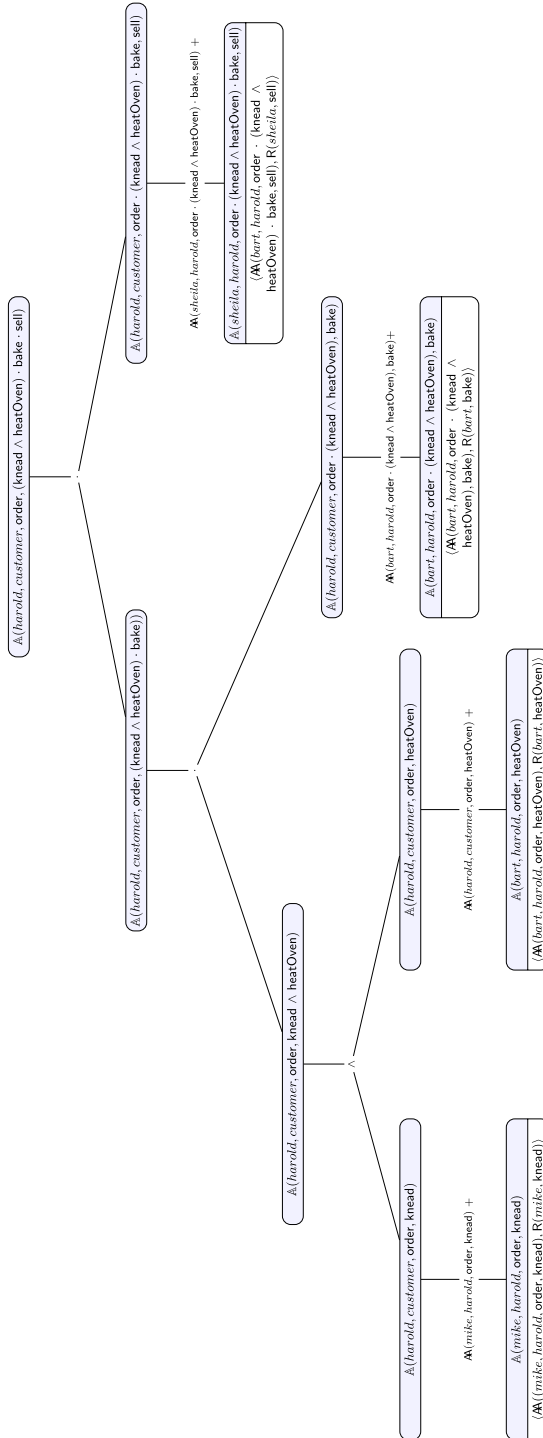 𝔸(harold, customer, order, (knead ∧ heatOven) · bake · sell)
·
𝔸(harold, customer, order, (knead ∧ heatOven) · bake))
𝔸(harold, customer, order · (knead ∧ heatOven) · bake, sell)
·
𝔸𝔸(sheila, harold, order · (knead ∧ heatOven) · bake, sell) +
𝔸(sheila, harold, order · (knead ∧ heatOven) · bake, sell)
⟨𝔸𝔸(bart, harold, order · (knead ∧
heatOven) · bake, sell), R(sheila, sell)⟩
𝔸(harold, customer, order, knead ∧ heatOven)
𝔸(harold, customer, order · (knead ∧ heatOven), bake)
∧
𝔸𝔸(bart, harold, order · (knead ∧ heatOven), bake)+
𝔸(bart, harold, order · (knead ∧ heatOven), bake)
⟨𝔸𝔸(bart, harold, order · (knead ∧
heatOven), bake), R(bart, bake)⟩
𝔸(harold, customer, order, knead)
𝔸(harold, customer, order, heatOven)
𝔸𝔸(mike, harold, order, knead) +
𝔸𝔸(harold, customer, order, heatOven) +
𝔸(mike, harold, order, knead)
⟨𝔸𝔸((mike, harold, order, knead), R(mike, knead)⟩
𝔸(bart, harold, order, heatOven)
⟨𝔸𝔸(bart, harold, order, heatOven), R(bart, heatOven)⟩